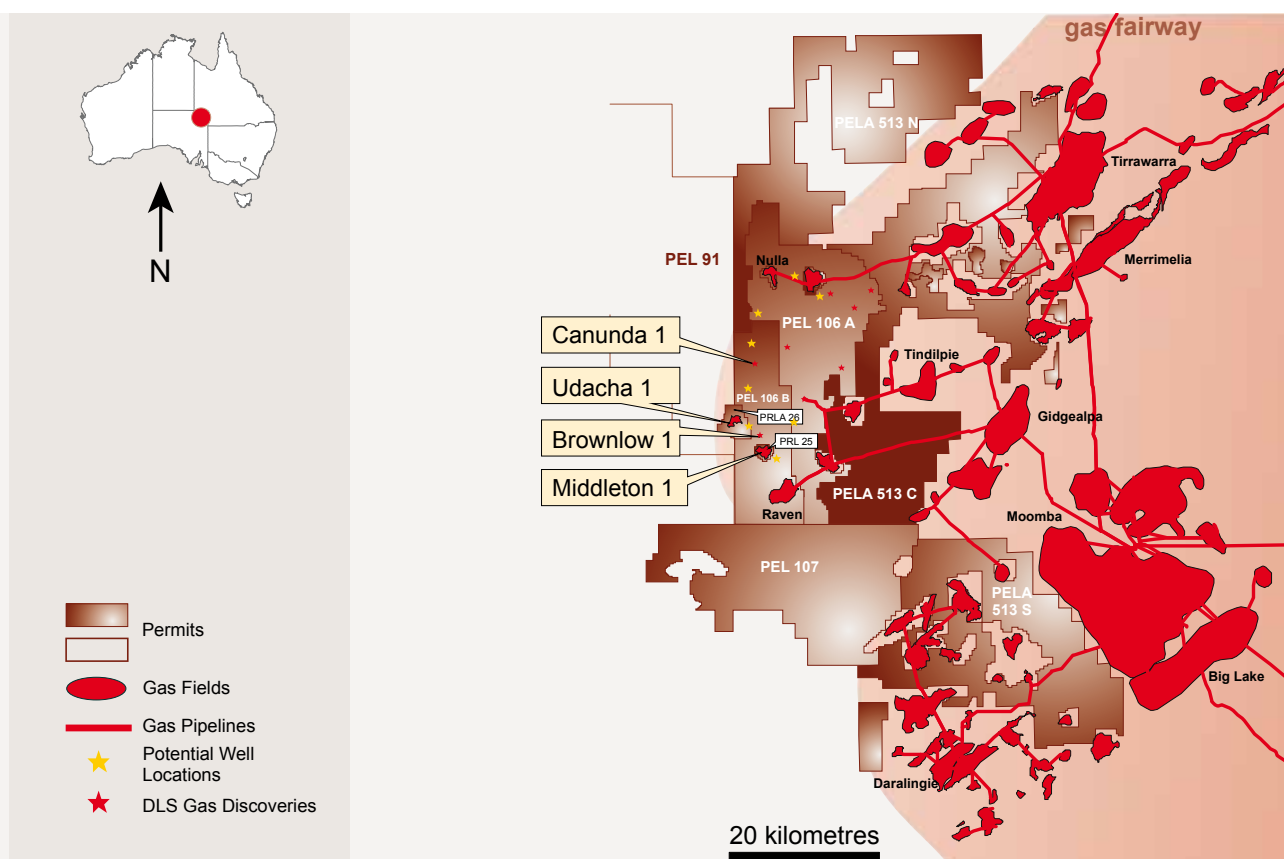 gas fairway
PELA 513 N
Tirrawarra
PEL 91
Nulla
Merrimelia
N
PEL 106 A
Canunda 1
Tindilpie
Udacha 1
PEL 106 B
PRLA 26
Gidgealpa
Brownlow 1
PRL 25
Middleton 1
PELA 513 C
Raven
Moomba
PEL 107
PELA
513 S
Permits
Gas Fields
Big Lake
Gas Pipelines
Potential Well
Locations
Daralingie
DLS Gas Discoveries
20 kilometres